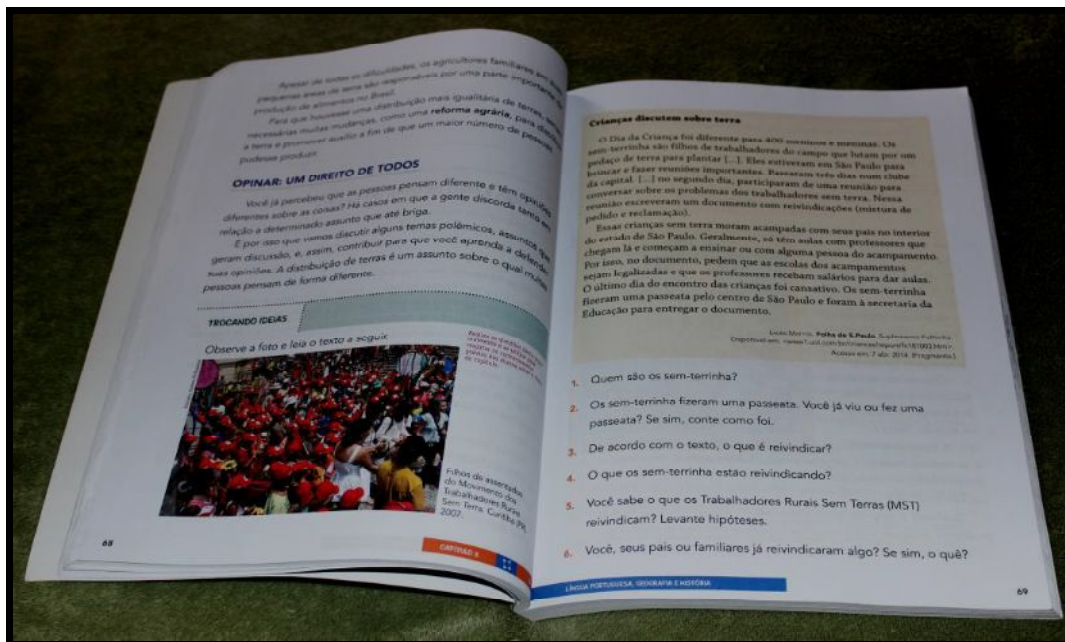 Apesar de todas as dificuldades, os agricultores familiares em
pequenas áreas de terra são responsáveis por uma parte importante da
produção de alimentos no Brasil.
Para que houvesse uma distribuição mais igualitária de terras, seriam
necessárias muitas mudanças, como uma reforma agrária, para
a terra e promover auxílio a fim de que um maior número de pessoas
pudesse produzir.
OPINAR: UM DIREITO DE TODOS
Você já percebeu que as pessoas pensam diferente e têm opiniões
diferentes sobre as coisas? Há casos em que a gente discorda tanto em
relação a determinado assunto que até briga.
É por isso que vamos discutir alguns temas polêmicos, assuntos que
geram discussão, e, assim, contribuir para que você aprenda a defender
suas opiniões. A distribuição de terras é um assunto sobre o qual muitas
pessoas pensam de forma diferente.
TROCANDO IDEIAS
Observe a foto e leia o texto a seguir.
Filhos de assentados
do Movimento dos
Trabalhadores Rurais
Sem Terra. Curitiba (PR),
2007.
68
CAPÍTULO 4
Crianças discutem sobre terra
O Dia da Criança foi diferente para 400 meninos e meninas. Os
sem-terrinha são filhos de trabalhadores do campo que lutam por um
pedaço de terra para plantar [...]. Eles estiveram em São Paulo para
brincar e fazer reuniões importantes. Passaram três dias num clube
da capital. [...] no segundo dia, participaram de uma reunião para
conversar sobre os problemas dos trabalhadores sem terra. Nessa
reunião escreveram um documento com reivindicações (mistura de
pedido e reclamação).
Essas crianças sem terra moram acampadas com seus pais no interior
do estado de São Paulo. Geralmente, só têm aulas com professores que
chegam lá e começam a ensinar ou com alguma pessoa do acampamento.
Por isso, no documento, pedem que as escolas dos acampamentos
sejam legalizadas e que os professores recebam salários para dar aulas.
O último dia do encontro das crianças foi cansativo. Os sem-terrinha
fizeram uma passeata pelo centro de São Paulo e foram à secretaria da
Educação para entregar o documento.
Folha de S.Paulo.
Disponível em:
Acesso em: 7 abr. 2014. (Fragmento.)
1. Quem são os sem-terrinha?
2. Os sem-terrinha fizeram uma passeata. Você já viu ou fez uma
passeata? Se sim, conte como foi.
3. De acordo com o texto, o que é reivindicar?
4. O que os sem-terrinha estão reivindicando?
5. Você sabe o que os Trabalhadores Rurais Sem Terras (MST)
reivindicam? Levante hipóteses.
6. Você, seus pais ou familiares já reivindicaram algo? Se sim, o quê?
LÍNGUA PORTUGUESA, GEOGRAFIA E HISTÓRIA
69